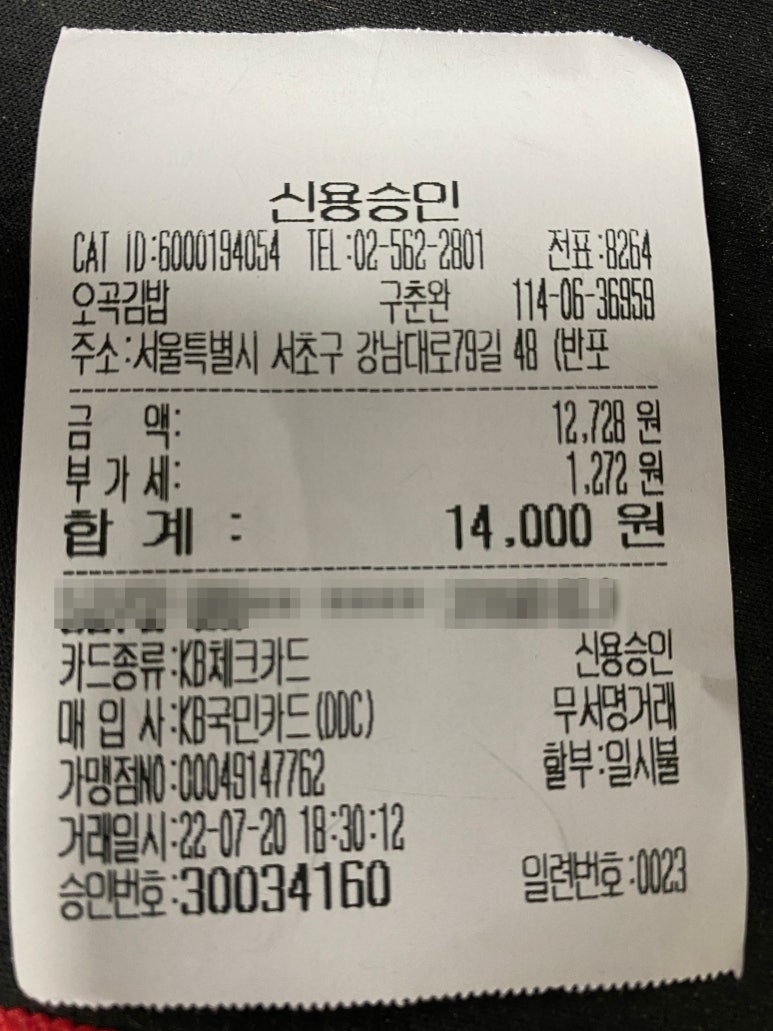 신용승인
CAT ID:6000194054 TEL:02-562-2801 전표:8264
오곡김밥 구춘완 114-06-36959
주소:서울특별시 서초구 강남대로79길 48 (반포
금 액: 12,728 원
부 가 세: 1,272 원
합 계 : 14,000 원
카드종류:KB체크카드 신용승인
매 입 사:KB국민카드(DDC) 무서명거래
가맹점NO:00049147762 할부:일시불
거래일시:22-07-20 18:30:12
승인번호:30034160 일련번호:0023